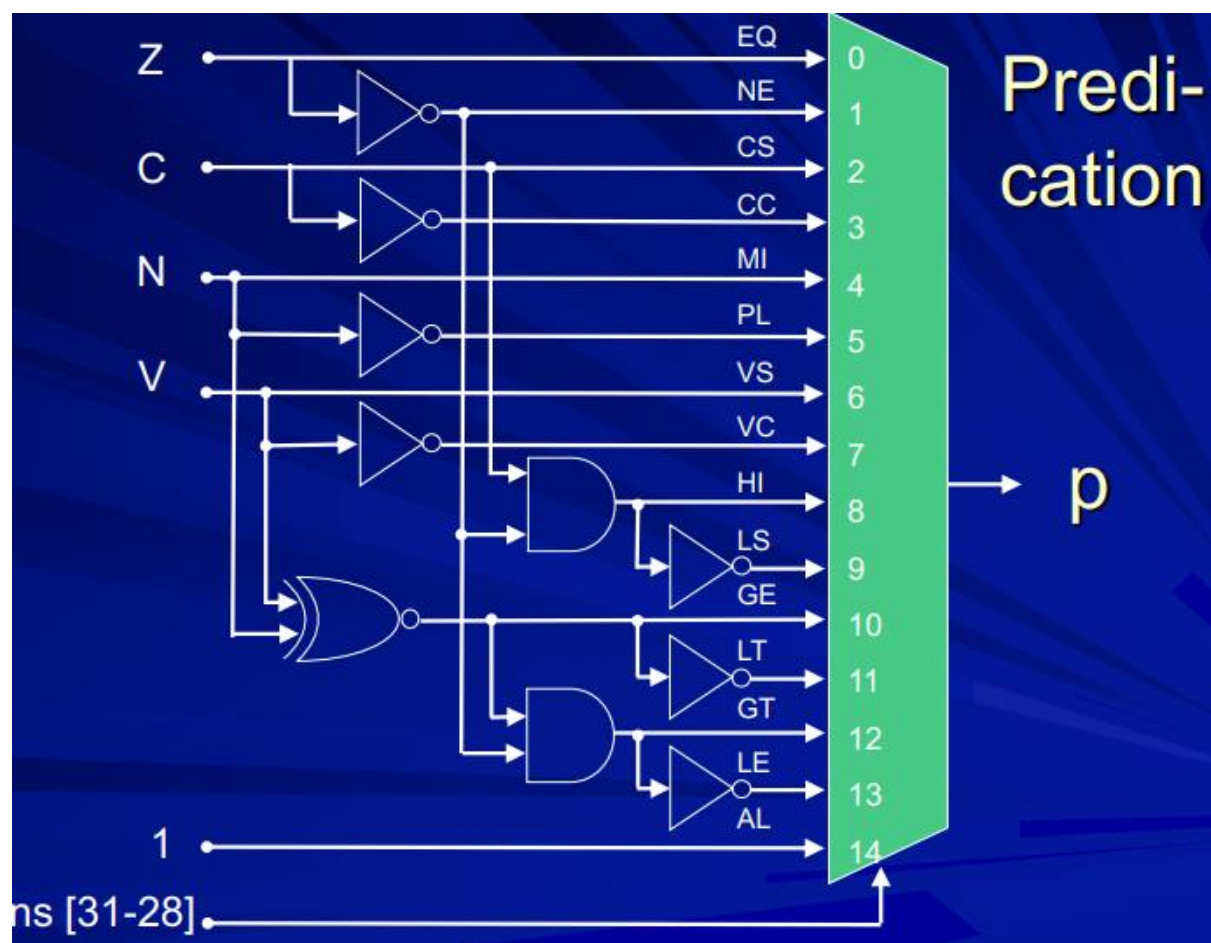 Z
C
N
V
1
ns [31-28]
EQ
NE
CS
CC
MI
PL
VS
VC
HI
LS
GE
LT
GT
LE
AL
0
1
2
3
4
5
6
7
8
9
10
11
12
13
14
Predi-
cation
p